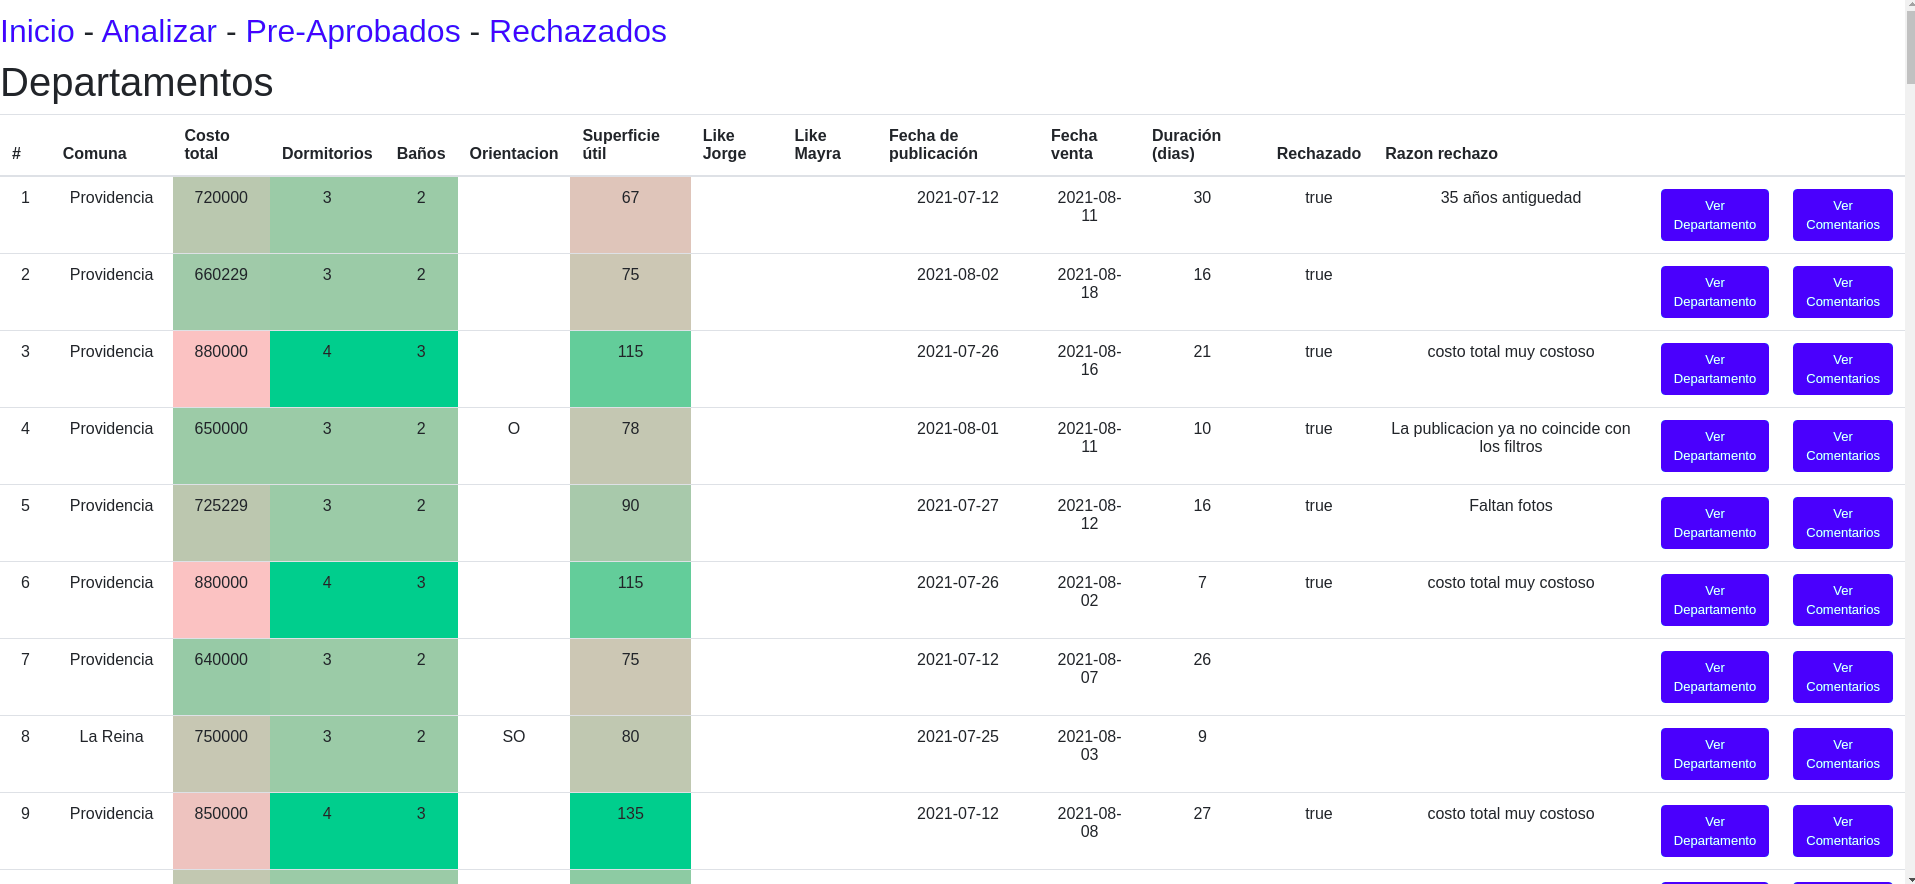 Inicio - Analizar - Pre-Aprobados - Rechazados
Departamentos
# Comuna Costo total Dormitorios Baños Orientacion Superficie útil Like Jorge Like Mayra Fecha de publicación Fecha venta Duración (dias) Rechazado Razon rechazo
1 Providencia 720000 3 2 67 2021-07-12 2021-08-11 30 true 35 años antiguedad Ver Departamento Ver Comentarios
2 Providencia 660229 3 2 75 2021-08-02 2021-08-18 16 true Ver Departamento Ver Comentarios
3 Providencia 880000 4 3 115 2021-07-26 2021-08-16 21 true costo total muy costoso Ver Departamento Ver Comentarios
4 Providencia 650000 3 2 O 78 2021-08-01 2021-08-11 10 true La publicacion ya no coincide con los filtros Ver Departamento Ver Comentarios
5 Providencia 725229 3 2 90 2021-07-27 2021-08-12 16 true Faltan fotos Ver Departamento Ver Comentarios
6 Providencia 880000 4 3 115 2021-07-26 2021-08-02 7 true costo total muy costoso Ver Departamento Ver Comentarios
7 Providencia 640000 3 2 75 2021-07-12 2021-08-07 26 Ver Departamento Ver Comentarios
8 La Reina 750000 3 2 SO 80 2021-07-25 2021-08-03 9 Ver Departamento Ver Comentarios
9 Providencia 850000 4 3 135 2021-07-12 2021-08-08 27 true costo total muy costoso Ver Departamento Ver Comentarios